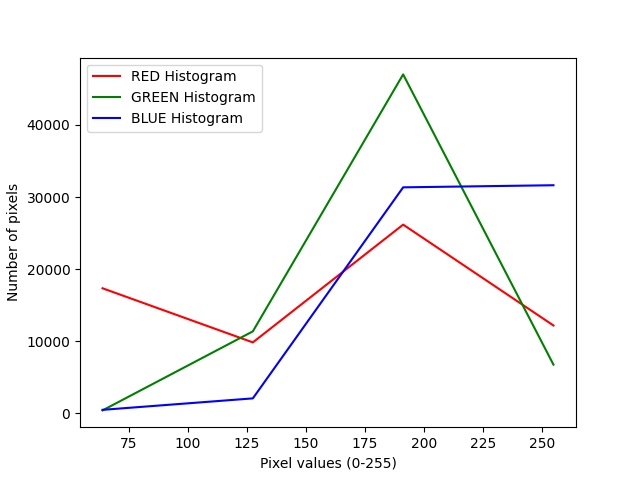 RED Histogram
GREEN Histogram
BLUE Histogram
40000
30000
20000
10000
0
75 100 125 150 175 200 225 250
Number of pixels
Pixel values (0-255)